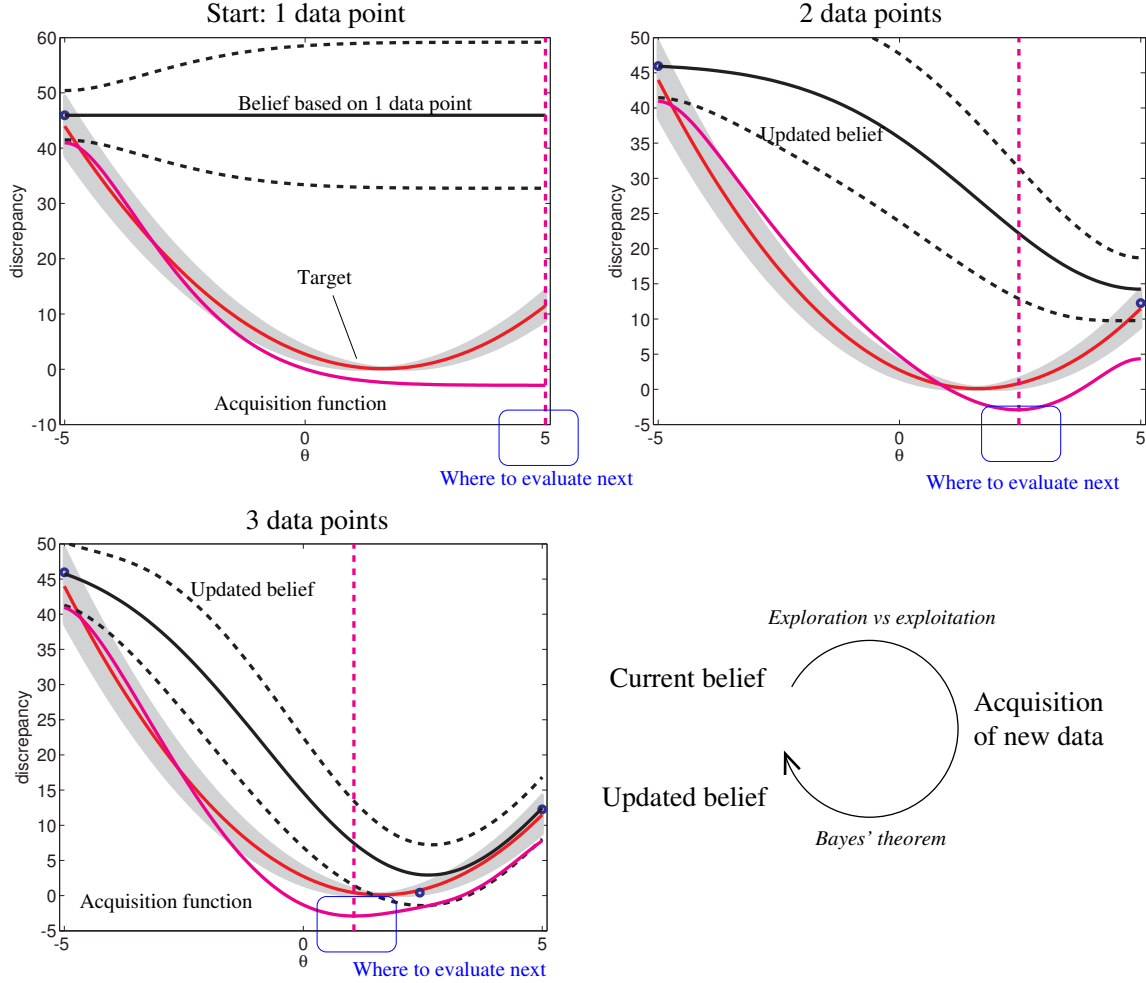 Start: 1 data point
60
50
40
30
20
10
0
-10
-5
0
5
discrepancy
θ
Belief based on 1 data point
Target
Acquisition function
Where to evaluate next
2 data points
50
45
40
35
30
25
20
15
10
5
0
-5
-5
0
5
discrepancy
θ
Updated belief
Where to evaluate next
3 data points
50
45
40
35
30
25
20
15
10
5
0
-5
-5
0
5
discrepancy
θ
Updated belief
Acquisition function
Where to evaluate next
Exploration vs exploitation
Current belief
Acquisition
of new data
Updated belief
Bayes' theorem